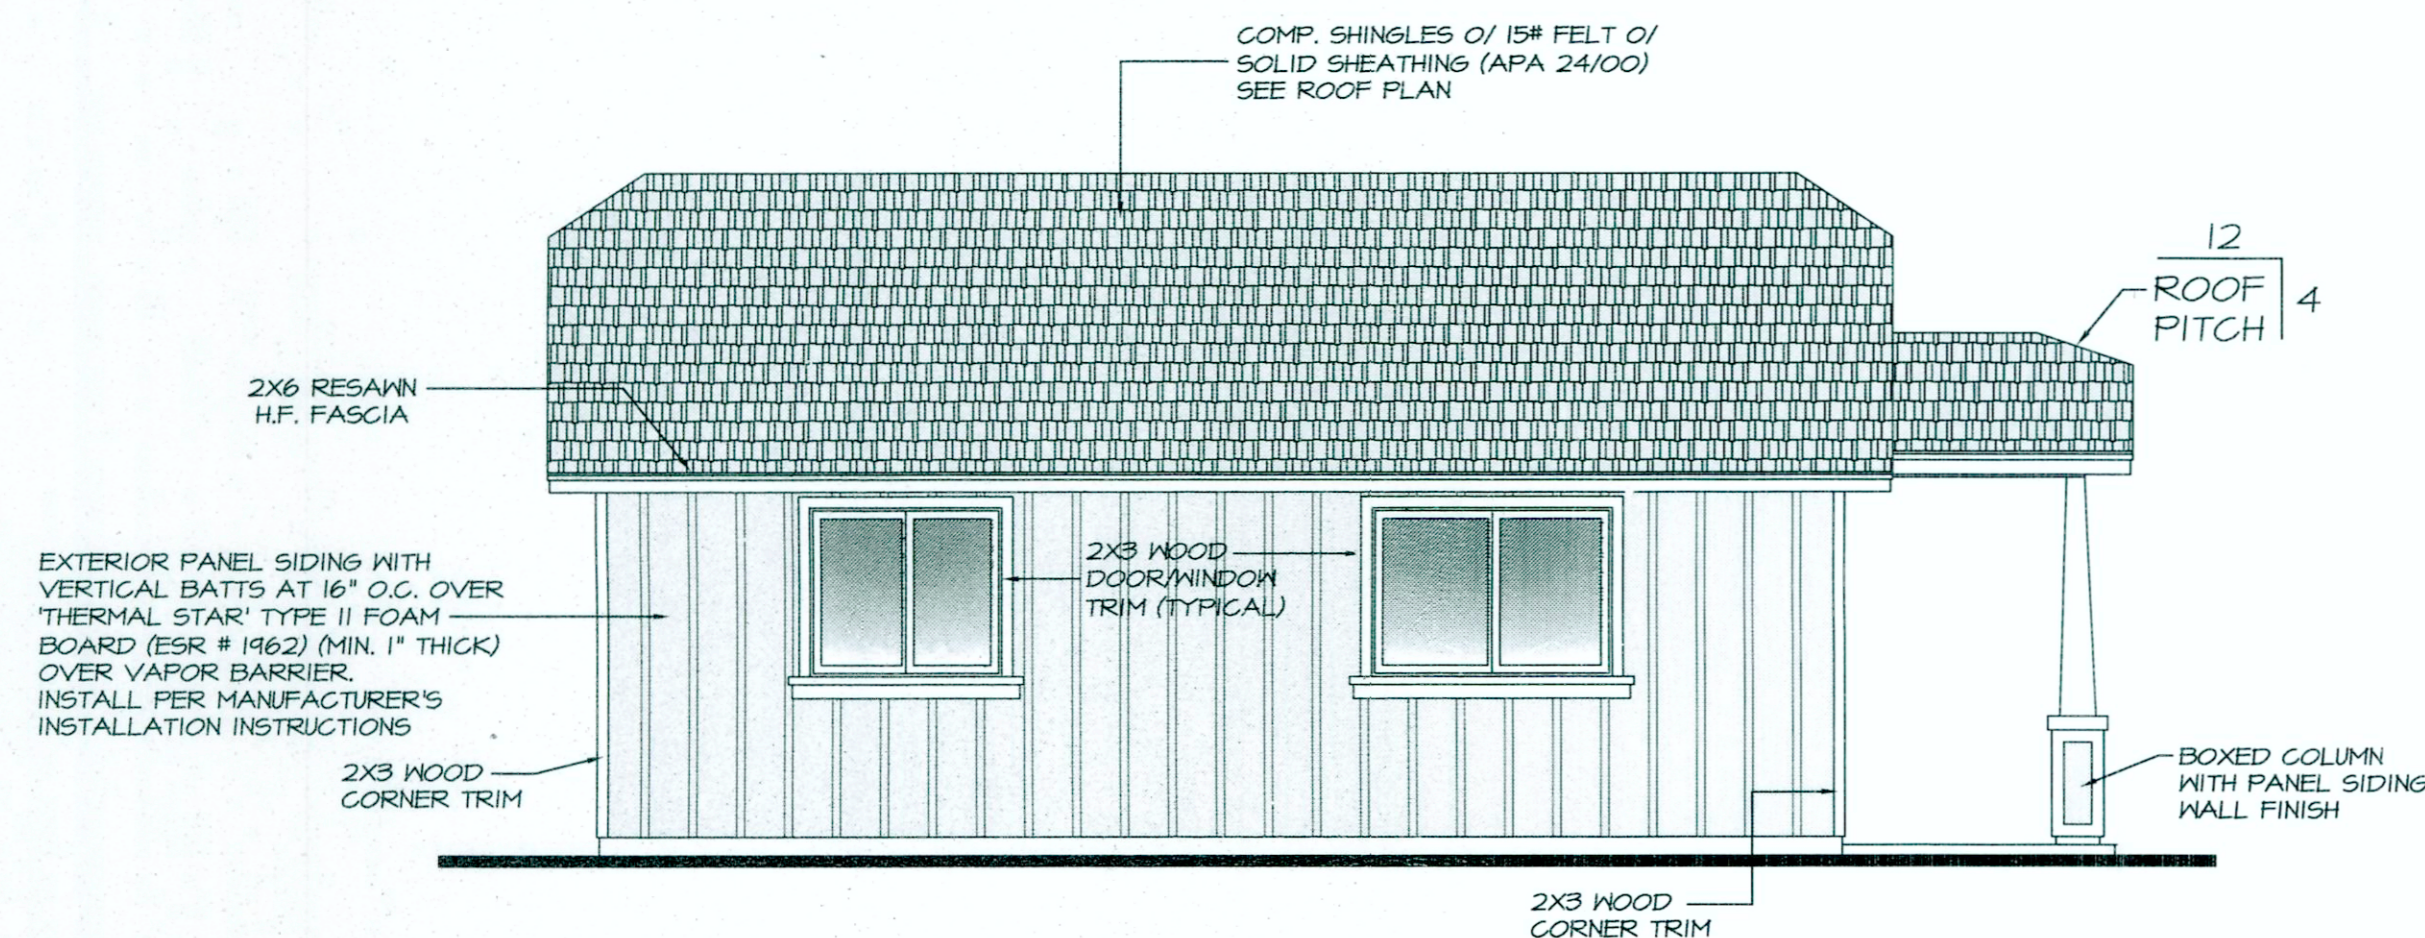 COMP. SHINGLES O/ 15# FELT O/
SOLID SHEATHING (APA 24/00)
SEE ROOF PLAN
12
ROOF
PITCH
4
2X6 RESAWN
H.F. FASCIA
EXTERIOR PANEL SIDING WITH
VERTICAL BATTS AT 16" O.C. OVER
'THERMAL STAR' TYPE II FOAM
BOARD (ESR # 1962) (MIN. 1" THICK)
OVER VAPOR BARRIER.
INSTALL PER MANUFACTURER'S
INSTALLATION INSTRUCTIONS
2X3 WOOD
DOOR/WINDOW
TRIM (TYPICAL)
2X3 WOOD
CORNER TRIM
BOXED COLUMN
WITH PANEL SIDING
WALL FINISH
2X3 WOOD
CORNER TRIM